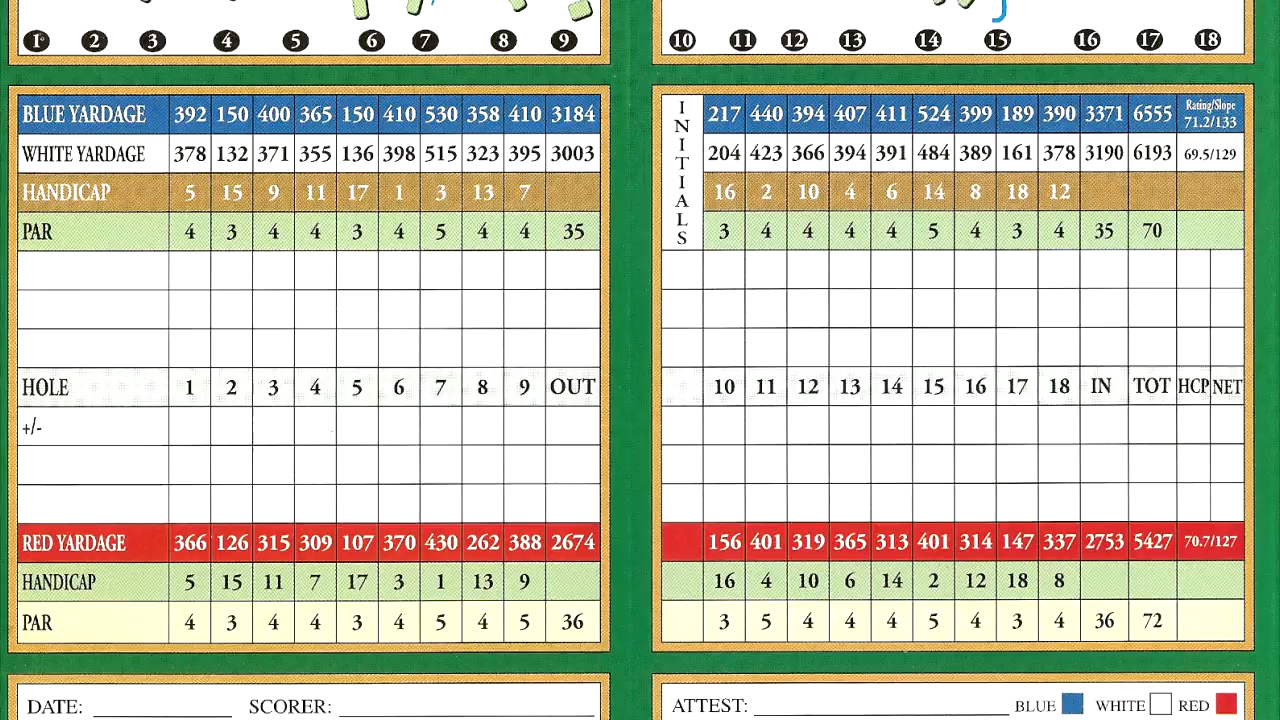 1 2 3 4 5 6 7 8 9
BLUE YARDAGE 392 150 400 365 150 410 530 358 410 3184
WHITE YARDAGE 378 132 371 355 136 398 515 323 395 3003
HANDICAP 5 15 9 11 17 1 3 13 7
PAR 4 3 4 4 3 4 5 4 4 35
HOLE 1 2 3 4 5 6 7 8 9 OUT
+/-
RED YARDAGE 366 126 315 309 107 370 430 262 388 2674
HANDICAP 5 15 11 7 17 3 1 13 9
PAR 4 3 4 4 3 4 5 4 5 36
DATE: SCORER:
10 11 12 13 14 15 16 17 18
INITIALS
217 440 394 407 411 524 399 189 390 3371 6555 Rating/Slope 71.2/133
204 423 366 394 391 484 389 161 378 3190 6193 69.5/129
16 2 10 4 6 14 8 18 12
3 4 4 4 4 5 4 3 4 35 70
10 11 12 13 14 15 16 17 18 IN TOT HCP NET
156 401 319 365 313 401 314 147 337 2753 5427 70.7/127
16 4 10 6 14 2 12 18 8
3 5 4 4 4 5 4 3 4 36 72
ATTEST: BLUE WHITE RED